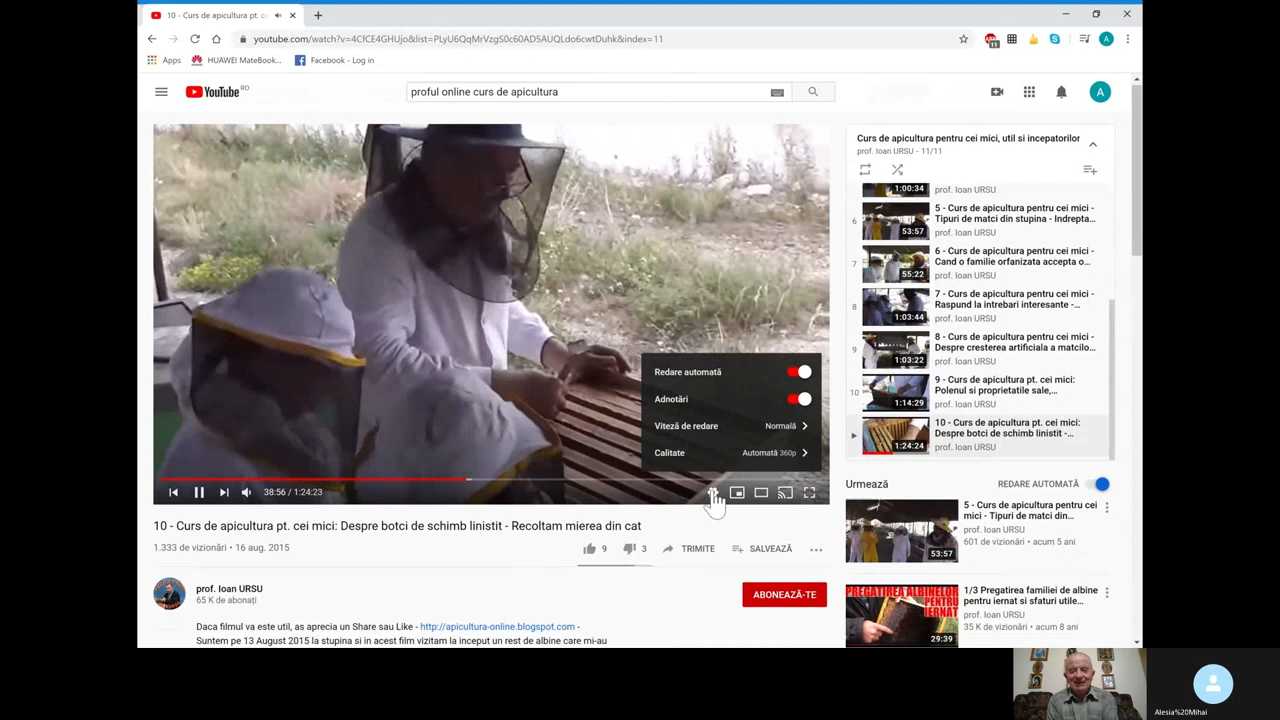 10 - Curs de apicultura pt. ce
youtube.com/watch?v=4CfCE4GHUjo&list=PLyU6QqMrVzgS0c60AD5AUQLdo6cwtDuhk&index=11
11
A
Apps
HUAWEI MateBook...
Facebook - Log in
YouTube RO
proful online curs de apicultura
A
Curs de apicultura pentru cei mici, util si incepatorilor
prof. Ioan URSU - 11/11
1:00:34
prof. Ioan URSU
6
53:57
5 - Curs de apicultura pentru cei mici -
Tipuri de matci din stupina - Indrepta...
prof. Ioan URSU
7
55:22
6 - Curs de apicultura pentru cei mici -
Cand o familie orfanizata accepta o...
prof. Ioan URSU
8
1:03:44
7 - Curs de apicultura pentru cei mici -
Raspund la intrebari interesante -...
prof. Ioan URSU
9
1:03:22
8 - Curs de apicultura pentru cei mici -
Despre cresterea artificiala a matcilo...
prof. Ioan URSU
10
1:14:29
9 - Curs de apicultura pt. cei mici:
Polenul si proprietatile sale,...
prof. Ioan URSU
1:24:24
10 - Curs de apicultura pt. cei mici:
Despre botci de schimb linistit -...
prof. Ioan URSU
Redare automată
Adnotări
Viteză de redare Normală
Calitate Automată 360p
38:56 / 1:24:23
10 - Curs de apicultura pt. cei mici: Despre botci de schimb linistit - Recoltam mierea din cat
1.333 de vizionări • 16 aug. 2015
9
3
TRIMITE
SALVEAZĂ
prof. Ioan URSU
65 K de abonați
ABONEAZĂ-TE
Daca filmul va este util, as aprecia un Share sau Like - http://apicultura-online.blogspot.com -
Suntem pe 13 August 2015 la stupina si in acest film vizitam la inceput un rest de albine care mi-au
Urmează
REDARE AUTOMATĂ
53:57
5 - Curs de apicultura pentru cei
mici - Tipuri de matci din...
prof. Ioan URSU
601 de vizionări • acum 5 ani
PREGATIREA ALBINELOR
PENTRU
IERNAT
29:39
1/3 Pregatirea familiei de albine
pentru iernat si sfaturi utile...
prof. Ioan URSU
35 K de vizionări • acum 8 ani
Alesia%20Mihai